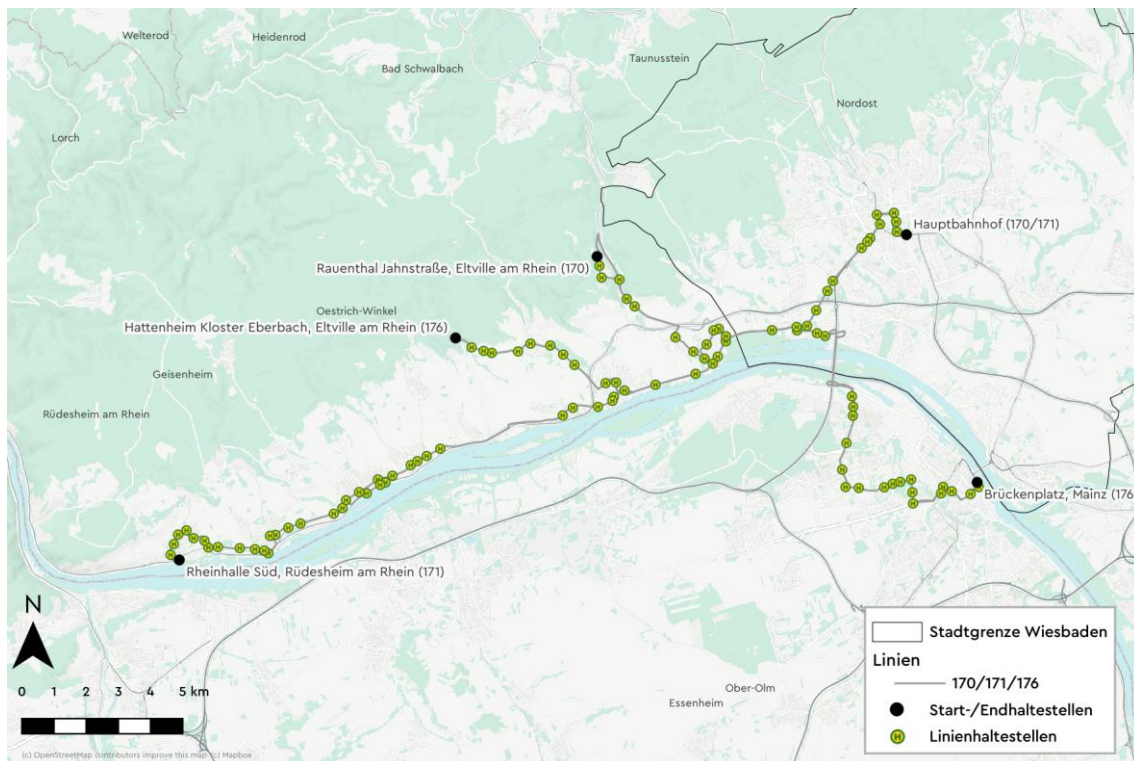 Welterod
Heidenrod
Taunusstein
Bad Schwalbach
Nordost
Lorch
Hauptbahnhof (170/171)
Rauenthal Jahnstraße, Eltville am Rhein (170)
Oestrich-Winkel
Hattenheim Kloster Eberbach, Eltville am Rhein (176)
Geisenheim
Rüdesheim am Rhein
Brückenplatz, Mainz (176
Rheinhalle Süd, Rüdesheim am Rhein (171)
N
0 1 2 3 4 5 km
Ober-Olm
Essenheim
Stadtgrenze Wiesbaden
Linien
170/171/176
Start-/Endhaltestellen
H Linienhaltestellen
(c) OpenStreetMap contributors improve this map (c) Mapbox